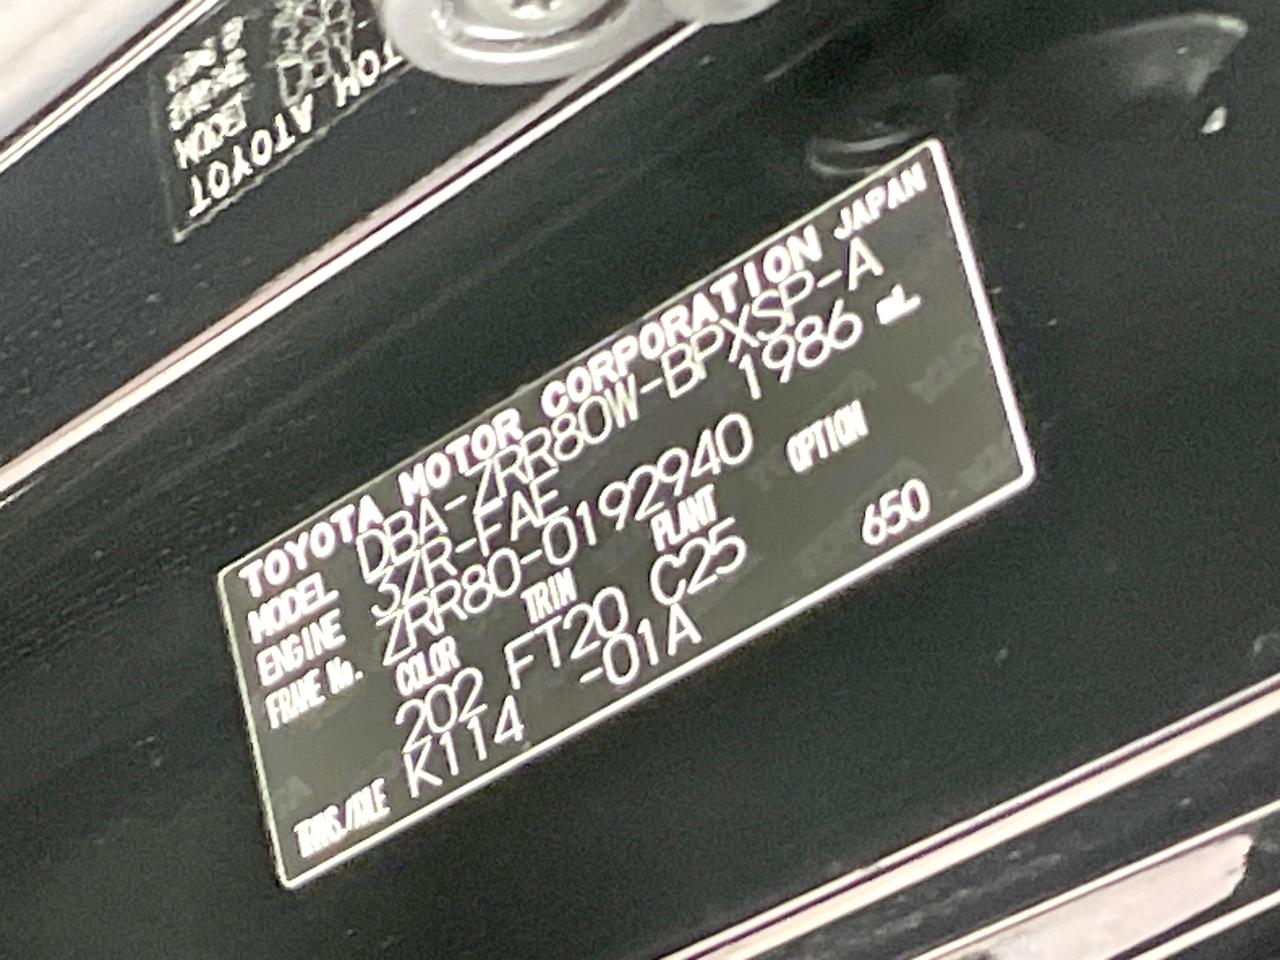 TOYOTA MOTOR CORPORATION JAPAN
MODEL DBA-ZRR80W-BPXSP-A
ENGINE 3ZR-FAE 1986 mL
FRAME No. ZRR80-0192940
COLOR TRIM PLANT OPTION
202 FT20 C25 650
TRNS./AXLE K114 -01A